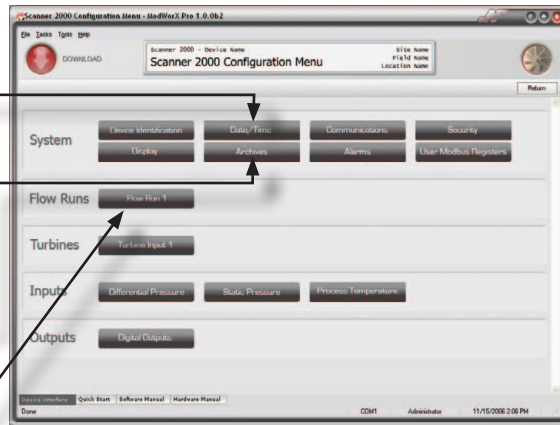 Scanner 2000 Configuration Menu - ModWorX Pro 1.0.0b2
File Tasks Tools Help
DOWNLOAD
Scanner 2000 - Device Name
Scanner 2000 Configuration Menu
Site Name
Field Name
Location Name
Return
System
Device Identification Date/Time Communications Security
Display Archives Alarms User Modbus Registers
Flow Runs Flow Run 1
Turbines Turbine Input 1
Inputs Differential Pressure Static Pressure Process Temperature
Outputs Digital Outputs
Device Interface Quick Start Software Manual Hardware Manual
Done COM1 Administrator 11/15/2006 2:06 PM